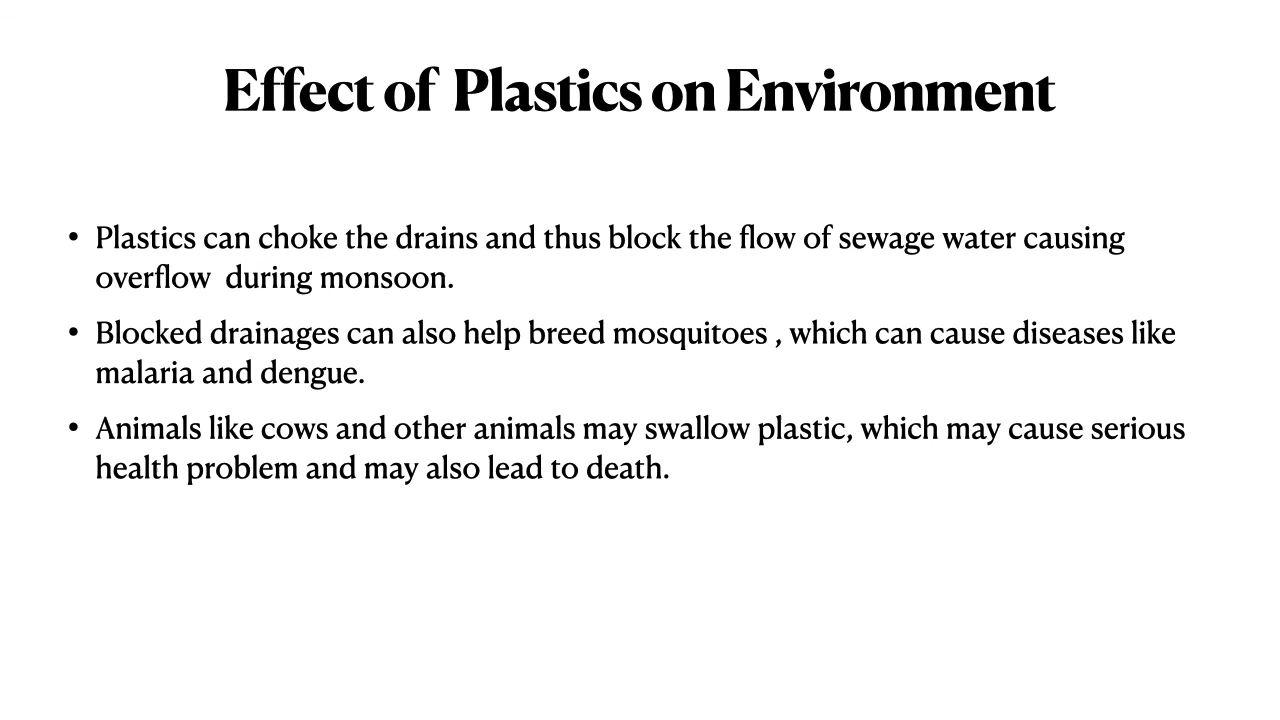 Effect of  Plastics on Environment
• Plastics can choke the drains and thus block the flow of sewage water causing
overflow  during monsoon.
• Blocked drainages can also help breed mosquitoes , which can cause diseases like
malaria and dengue.
• Animals like cows and other animals may swallow plastic, which may cause serious
health problem and may also lead to death.